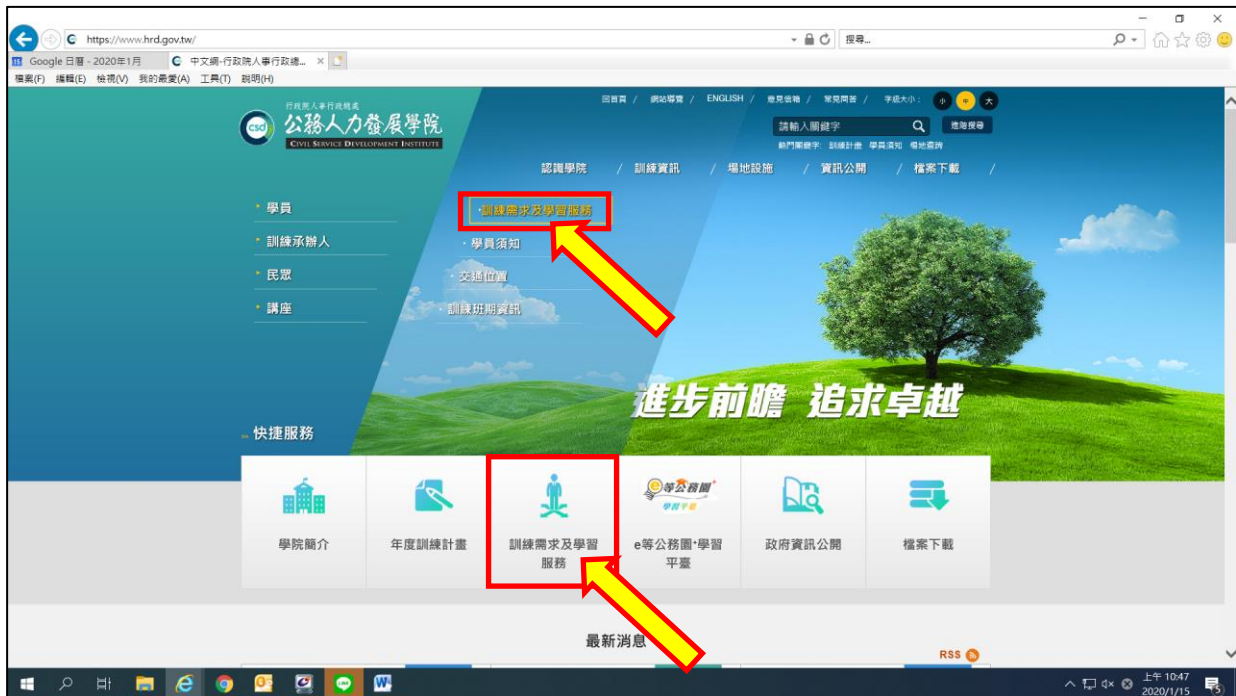 https://www.hrd.gov.tw/
搜尋...
Google 日曆 - 2020年1月
中文網-行政院人事行政總...
檔案(F) 編輯(E) 檢視(V) 我的最愛(A) 工具(T) 說明(H)
回首頁 / 網站導覽 / ENGLISH / 意見信箱 / 常見問答 / 字級大小: 小 中 大
行政院人事行政總處
公務人力發展學院
CIVIL SERVICE DEVELOPMENT INSTITUTE
csdi
請輸入關鍵字
進階搜尋
熱門關鍵字: 訓練計畫 學員須知 場地查詢
認識學院 / 訓練資訊 / 場地設施 / 資訊公開 / 檔案下載 /
學員
訓練承辦人
民眾
講座
訓練需求及學習服務
學員須知
交通位置
訓練班期資訊
進步前瞻 追求卓越
快捷服務
學院簡介
年度訓練計畫
訓練需求及學習
服務
e等公務園+
學習平臺
e等公務園+學習
平臺
政府資訊公開
檔案下載
最新消息
RSS
上午 10:47
2020/1/15